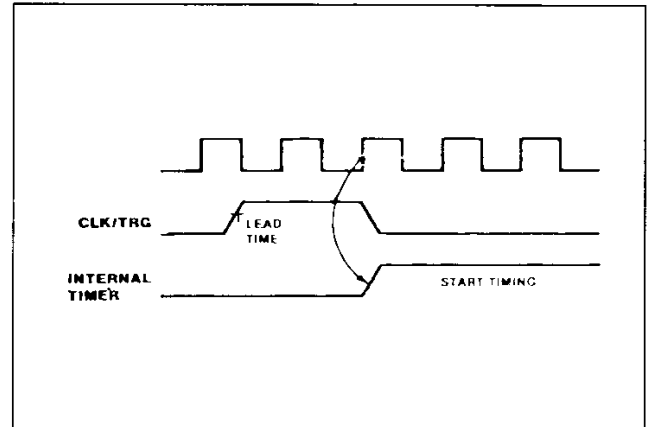 CLK/TRG
LEAD
TIME
INTERNAL
TIMER
START TIMING